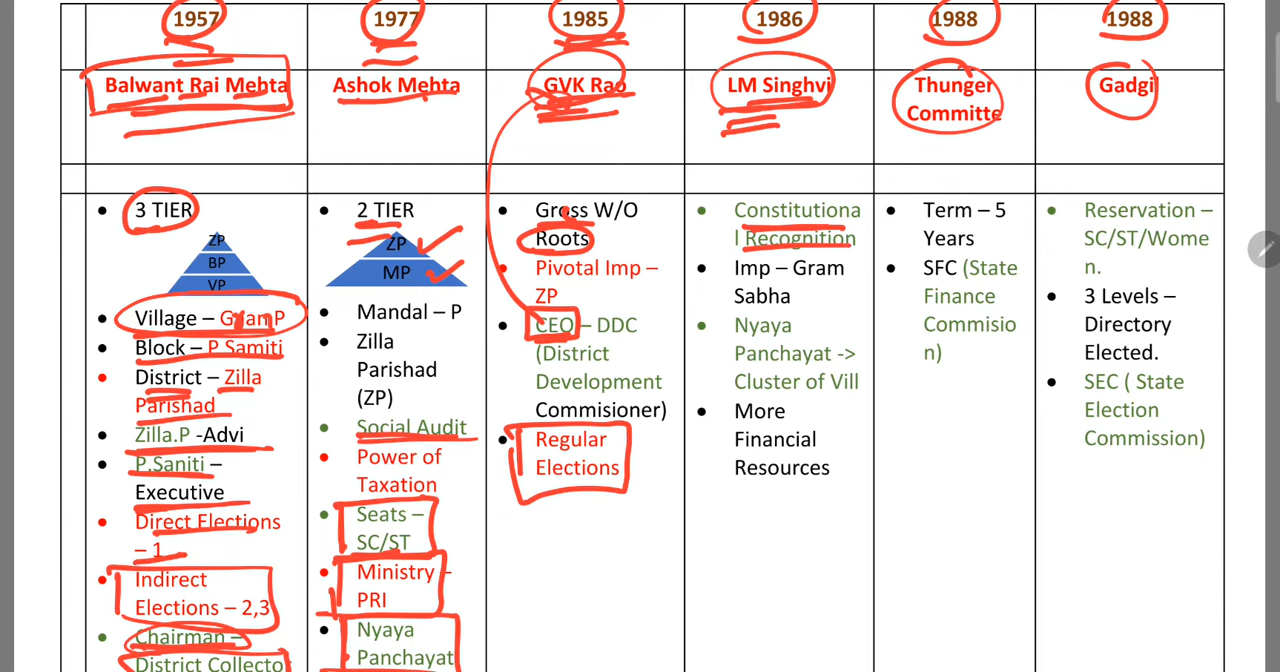 1957
1977
1985
1986
1988
1988
Balwant Rai Mehta
Ashok Mehta
GVK Rao
LM Singhvi
Thunger
Committe
Gadgil
3 TIER
ZP
BP
VP
Village – Gram P
Block – P Samiti
District – Zilla
Parishad
Zilla.P -Advi
P.Saniti –
Executive
Direct Elections
– 1
Indirect
Elections – 2,3
Chairman –
District Collecto
2 TIER
ZP
MP
Mandal – P
Zilla
Parishad
(ZP)
Social Audit
Power of
Taxation
Seats –
SC/ST
Ministry –
PRI
Nyaya
Panchayat
Gross W/O
Roots
Pivotal Imp –
ZP
CEO – DDC
(District
Development
Commisioner)
Regular
Elections
Constitutiona
l Recognition
Imp – Gram
Sabha
Nyaya
Panchayat ->
Cluster of Vill
More
Financial
Resources
Term – 5
Years
SFC (State
Finance
Commisio
n)
Reservation –
SC/ST/Wome
n.
3 Levels –
Directory
Elected.
SEC ( State
Election
Commission)